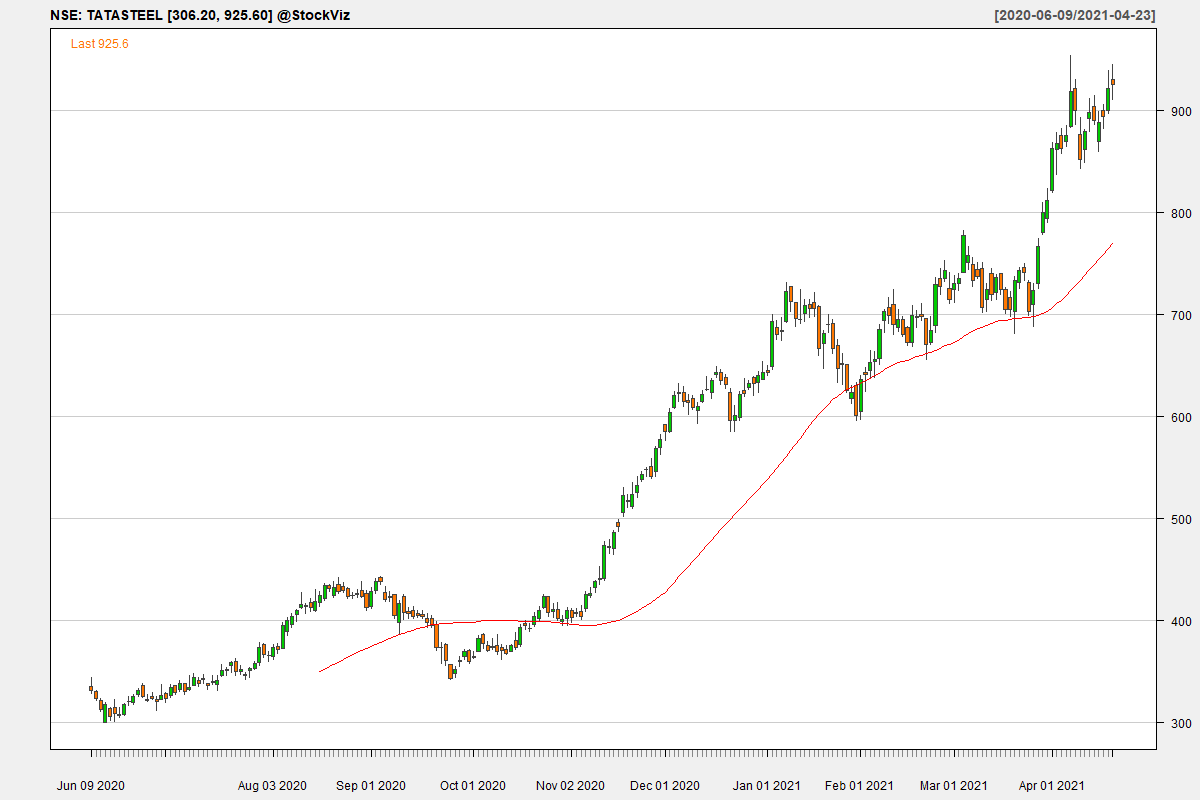 NSE: TATASTEEL [306.20, 925.60] @StockViz
[2020-06-09/2021-04-23]
Last 925.6
900
800
700
600
500
400
300
Jun 09 2020
Aug 03 2020
Sep 01 2020
Oct 01 2020
Nov 02 2020
Dec 01 2020
Jan 01 2021
Feb 01 2021
Mar 01 2021
Apr 01 2021